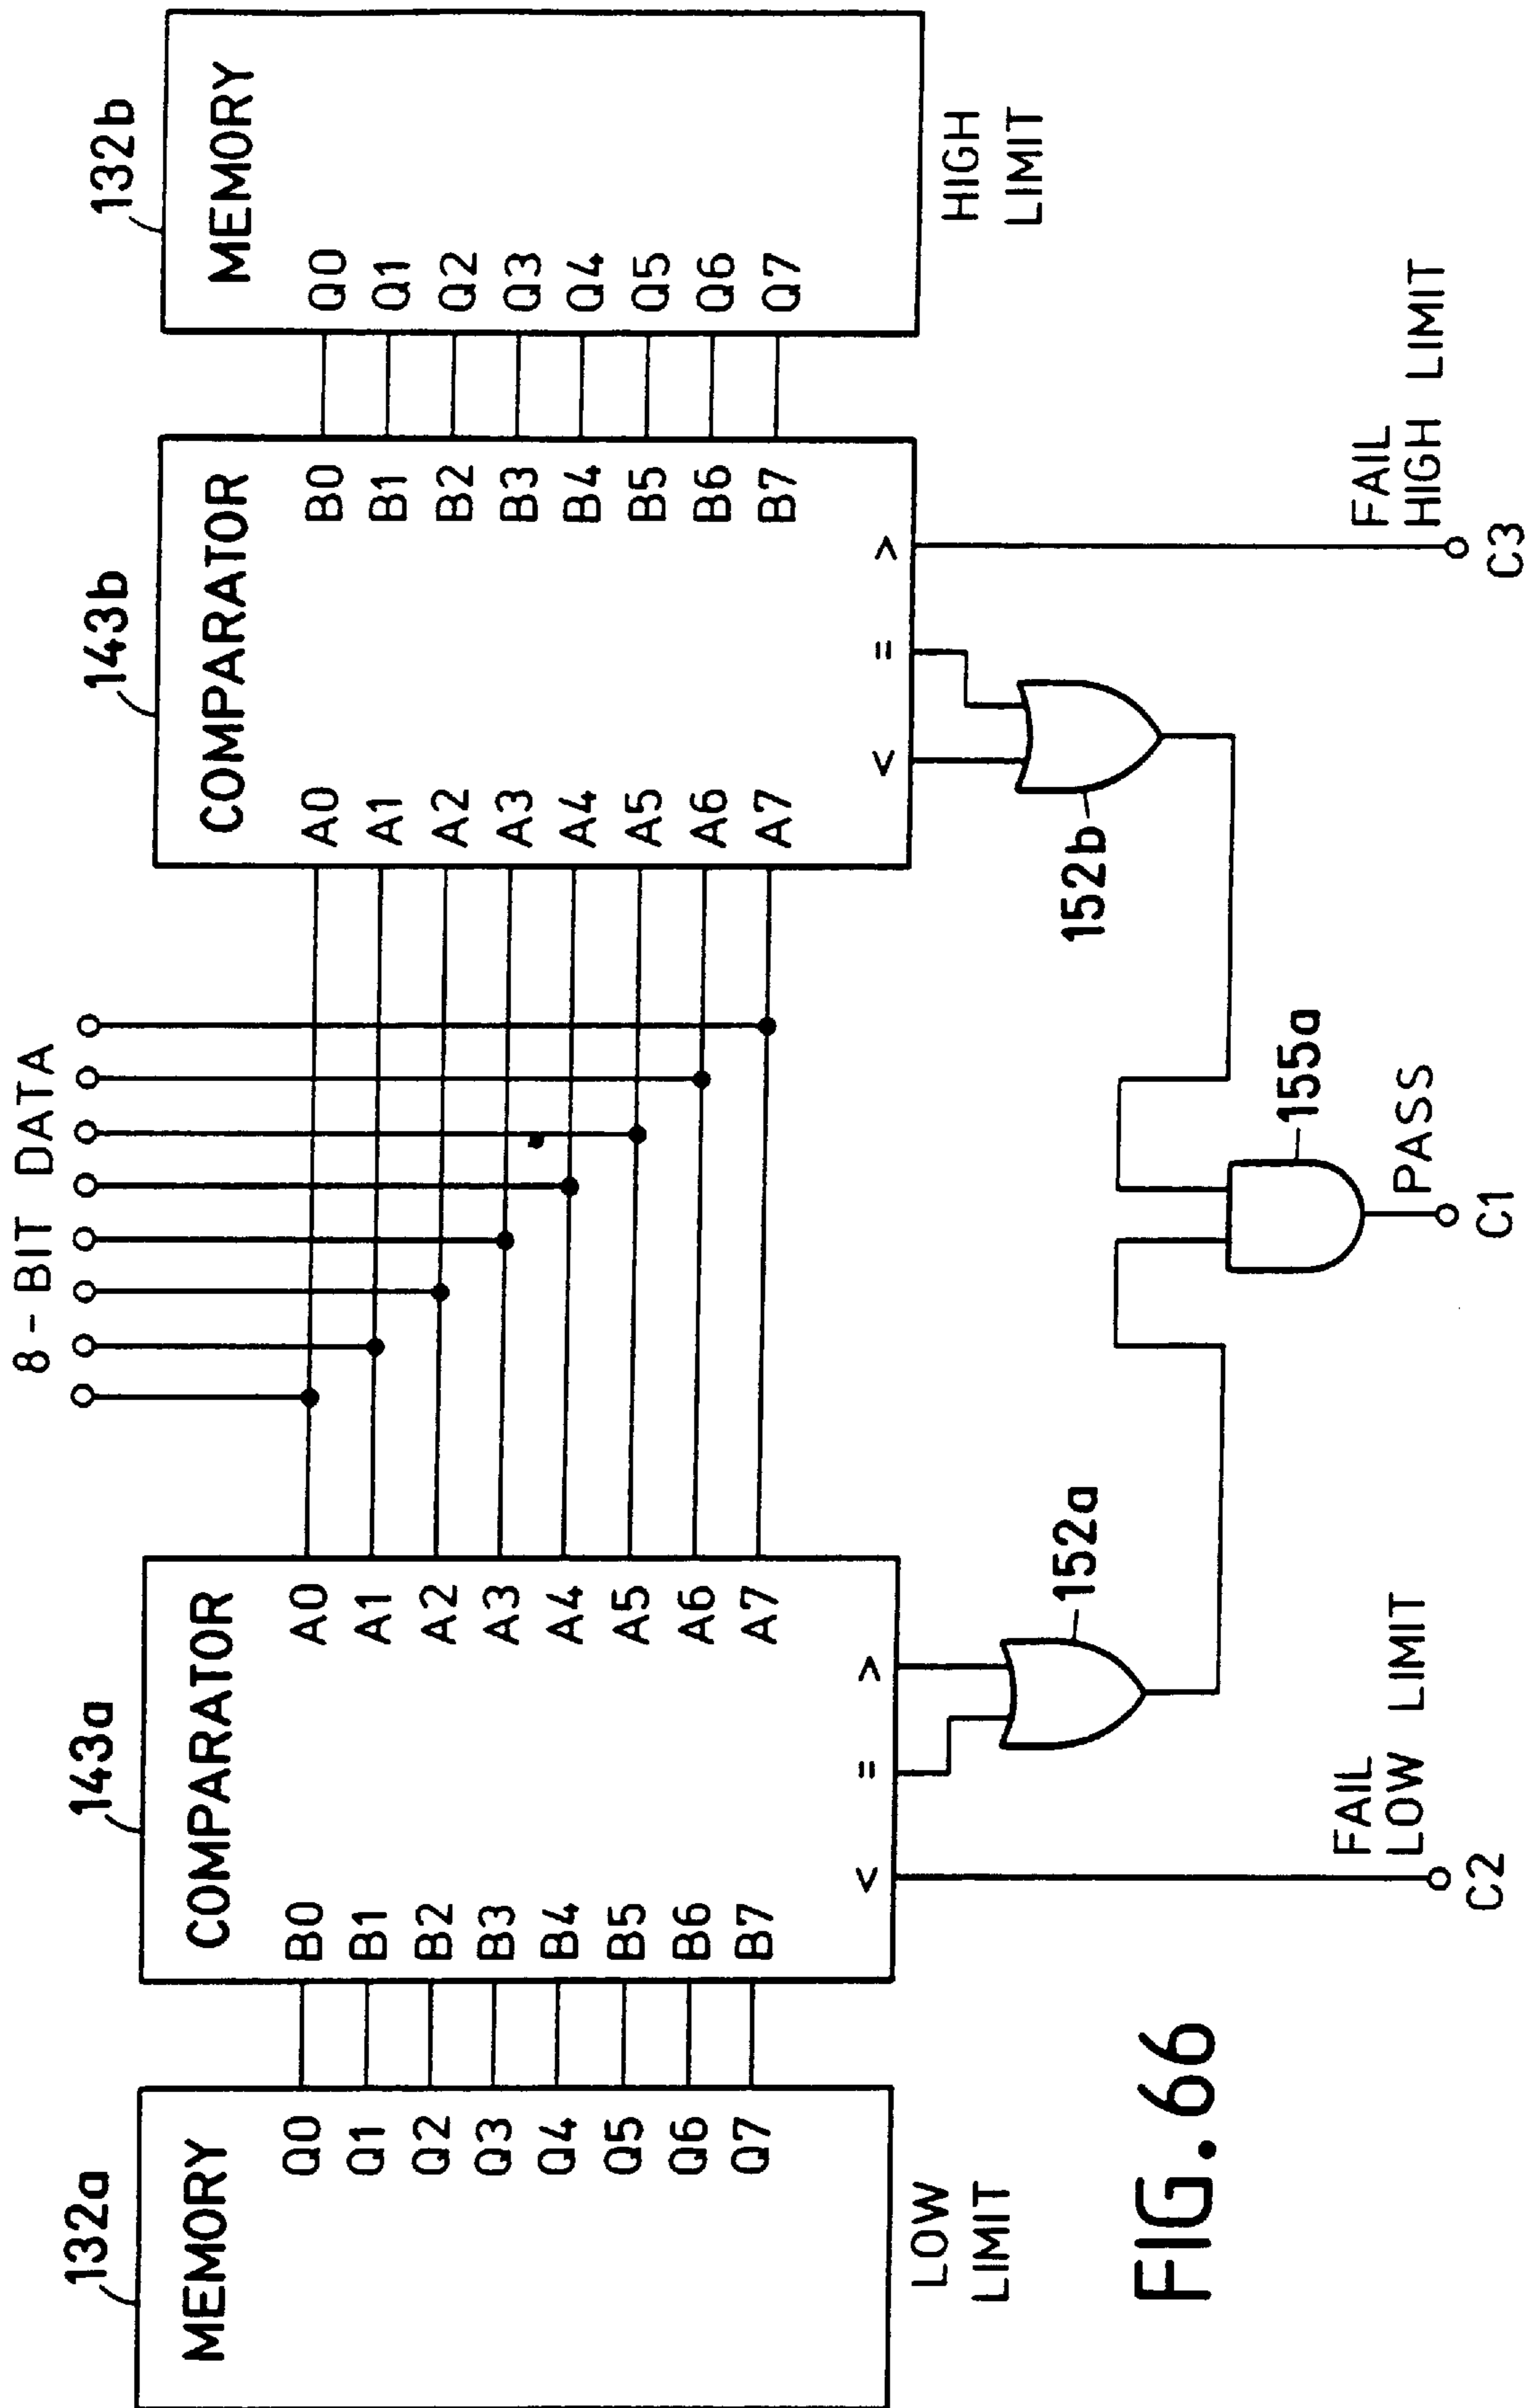 8-BIT DATA
132a
143a
143b
132b
MEMORY
COMPARATOR
COMPARATOR
MEMORY
Q0 B0 A0 A0 B0 Q0
Q1 B1 A1 A1 B1 Q1
Q2 B2 A2 A2 B2 Q2
Q3 B3 A3 A3 B3 Q3
Q4 B4 A4 A4 B4 Q4
Q5 B5 A5 A5 B5 Q5
Q6 B6 A6 A6 B6 Q6
Q7 B7 A7 A7 B7 Q7
< = > < = >
LOW
LIMIT
HIGH
LIMIT
152a
152b
155a
FAIL
LOW LIMIT
C2
PASS
C1
FAIL
HIGH LIMIT
C3
FIG. 66